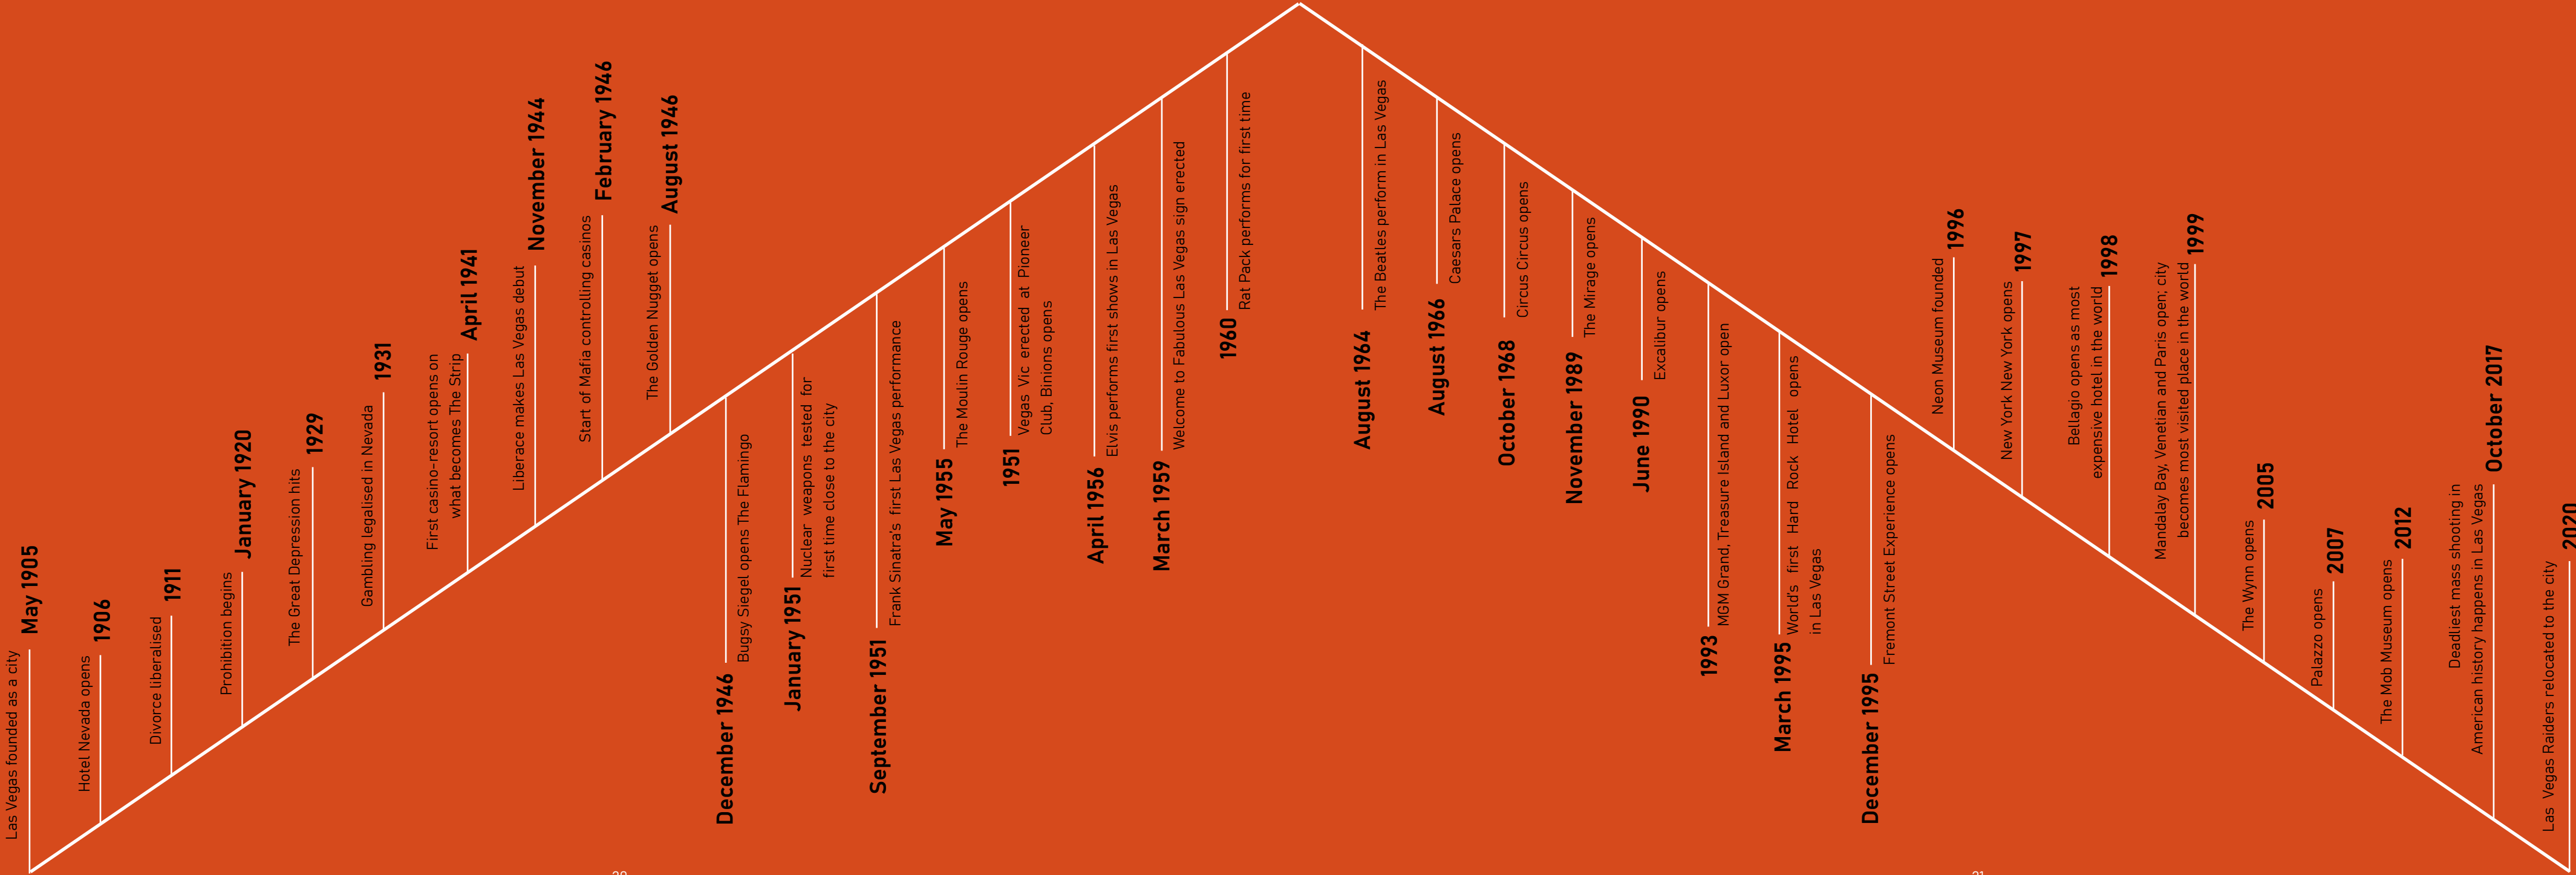 Las Vegas founded as a city
May 1905
Hotel Nevada opens
1906
Divorce liberalised
1911
Prohibition begins
January 1920
The Great Depression hits
1929
Gambling legalised in Nevada
1931
First casino-resort opens on
what becomes The Strip
April 1941
Liberace makes Las Vegas debut
November 1944
Start of Mafia controlling casinos
February 1946
The Golden Nugget opens
August 1946
December 1946
Bugsy Siegel opens The Flamingo
January 1951
Nuclear weapons tested for
first time close to the city
September 1951
Frank Sinatra's first Las Vegas performance
May 1955
The Moulin Rouge opens
1951
Vegas Vic erected at Pioneer
Club, Binions opens
April 1956
Elvis performs first shows in Las Vegas
March 1959
Welcome to Fabulous Las Vegas sign erected
1960
Rat Pack performs for first time
August 1964
The Beatles perform in Las Vegas
August 1966
Caesars Palace opens
October 1968
Circus Circus opens
November 1989
The Mirage opens
June 1990
Excalibur opens
1993
MGM Grand, Treasure Island and Luxor open
March 1995
World's first Hard Rock Hotel opens
in Las Vegas
December 1995
Fremont Street Experience opens
Neon Museum founded
1996
New York New York opens
1997
Bellagio opens as most
expensive hotel in the world
1998
Mandalay Bay, Venetian and Paris open; city
becomes most visited place in the world
1999
The Wynn opens
2005
Palazzo opens
2007
The Mob Museum opens
2012
Deadliest mass shooting in
American history happens in Las Vegas
October 2017
Las Vegas Raiders relocated to the city
2020